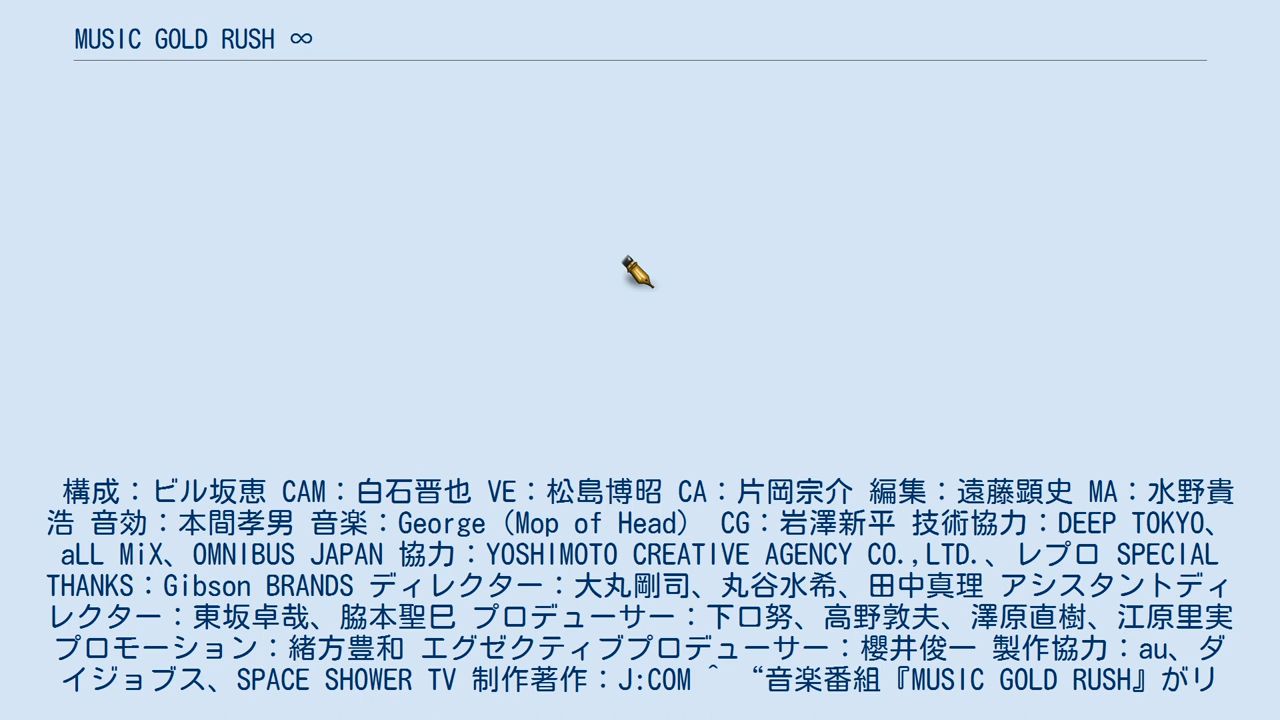 MUSIC GOLD RUSH ∞
構成：ビル坂恵 CAM：白石晋也 VE：松島博昭 CA：片岡宗介 編集：遠藤顕史 MA：水野貴
浩 音効：本間孝男 音楽：George（Mop of Head） CG：岩澤新平 技術協力：DEEP TOKYO、
aLL MiX、OMNIBUS JAPAN 協力：YOSHIMOTO CREATIVE AGENCY CO.,LTD.、レプロ SPECIAL
THANKS：Gibson BRANDS ディレクター：大丸剛司、丸谷水希、田中真理 アシスタントディ
レクター：東坂卓哉、脇本聖巳 プロデューサー：下口努、高野敦夫、澤原直樹、江原里実
プロモーション：緒方豊和 エグゼクティブプロデューサー：櫻井俊一 製作協力：au、ダ
イジョブス、SPACE SHOWER TV 制作著作：J:COM ^ “音楽番組『MUSIC GOLD RUSH』がリ